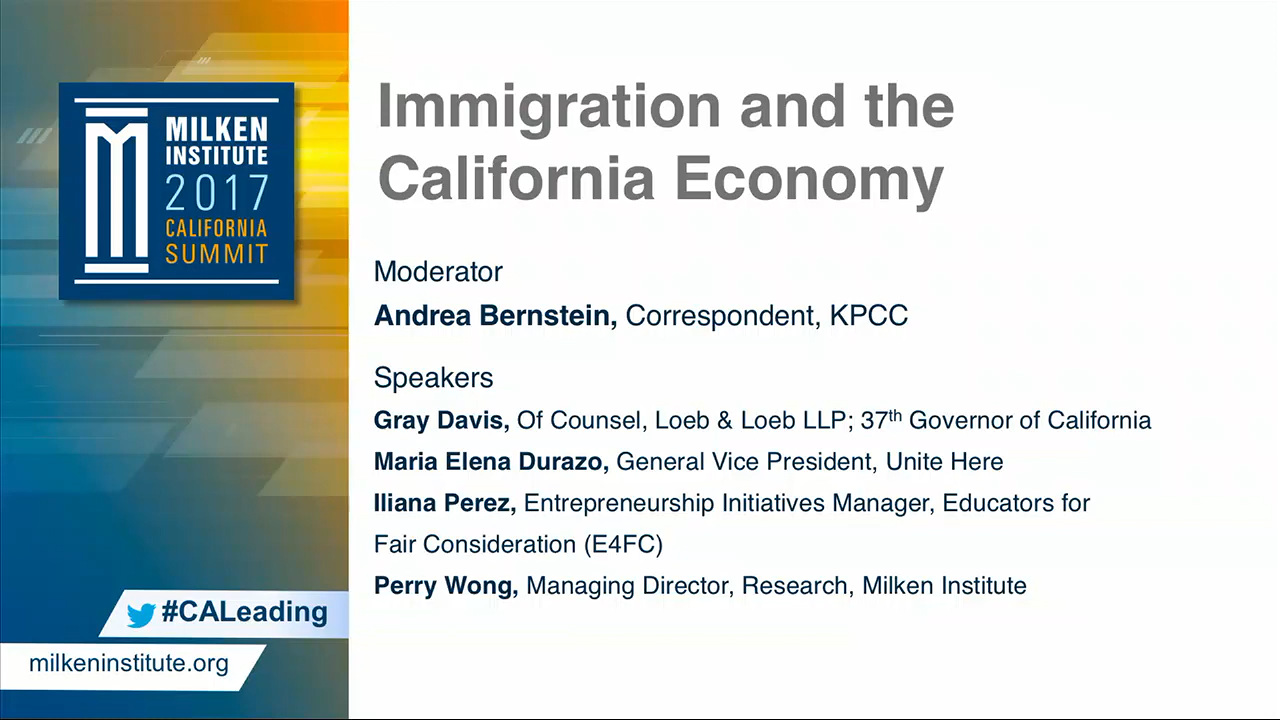 MILKEN
INSTITUTE
2017
CALIFORNIA
SUMMIT
#CALeading
milkeninstitute.org
Immigration and the
California Economy
Moderator
Andrea Bernstein, Correspondent, KPCC
Speakers
Gray Davis, Of Counsel, Loeb & Loeb LLP; 37th Governor of California
Maria Elena Durazo, General Vice President, Unite Here
Iliana Perez, Entrepreneurship Initiatives Manager, Educators for
Fair Consideration (E4FC)
Perry Wong, Managing Director, Research, Milken Institute